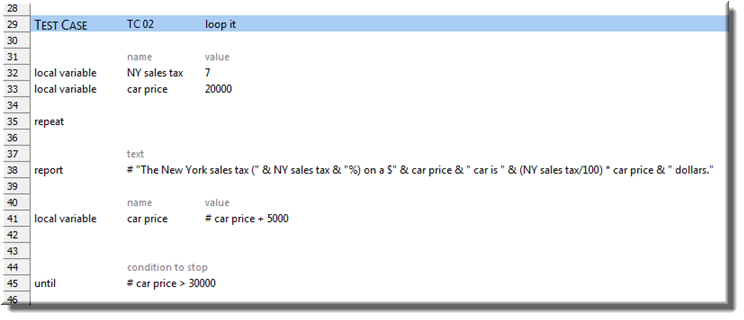 28
29 TEST CASE TC 02 loop it
30
31 name value
32 local variable NY sales tax 7
33 local variable car price 20000
34
35 repeat
36
37 text
38 report # "The New York sales tax (" & NY sales tax & "%) on a $" & car price & " car is " & (NY sales tax/100) * car price & " dollars."
39
40 name value
41 local variable car price # car price + 5000
42
43
44 condition to stop
45 until # car price > 30000
46